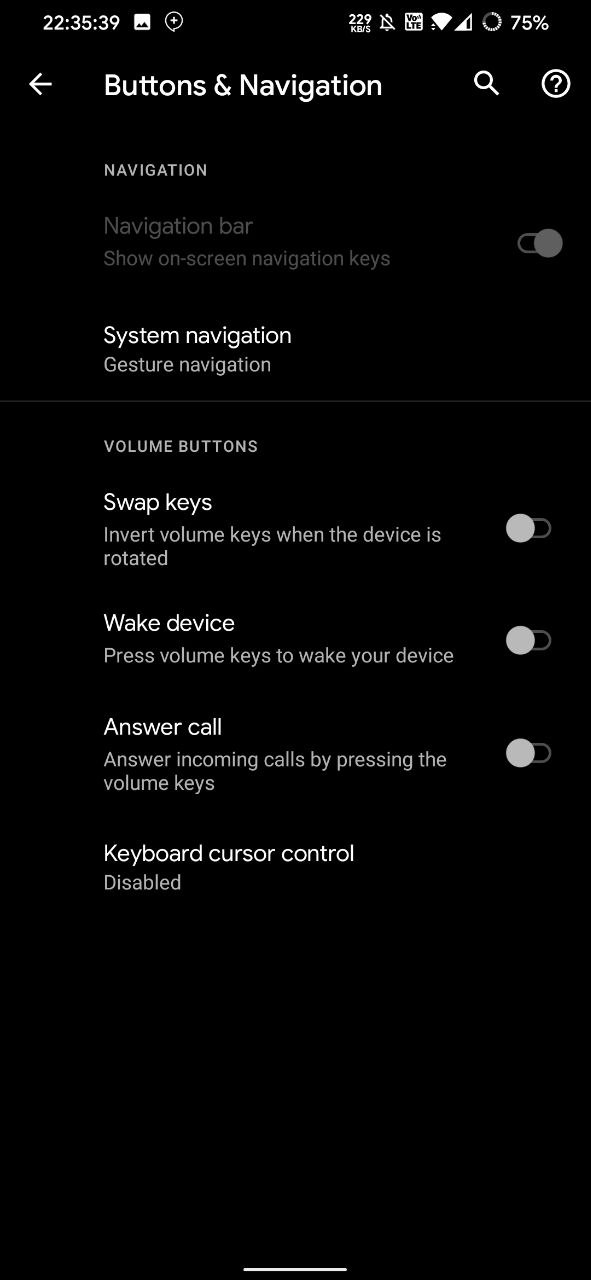 22:35:39 229 KB/S Vo LTE 75%
Buttons & Navigation
NAVIGATION
Navigation bar
Show on-screen navigation keys
System navigation
Gesture navigation
VOLUME BUTTONS
Swap keys
Invert volume keys when the device is
rotated
Wake device
Press volume keys to wake your device
Answer call
Answer incoming calls by pressing the
volume keys
Keyboard cursor control
Disabled